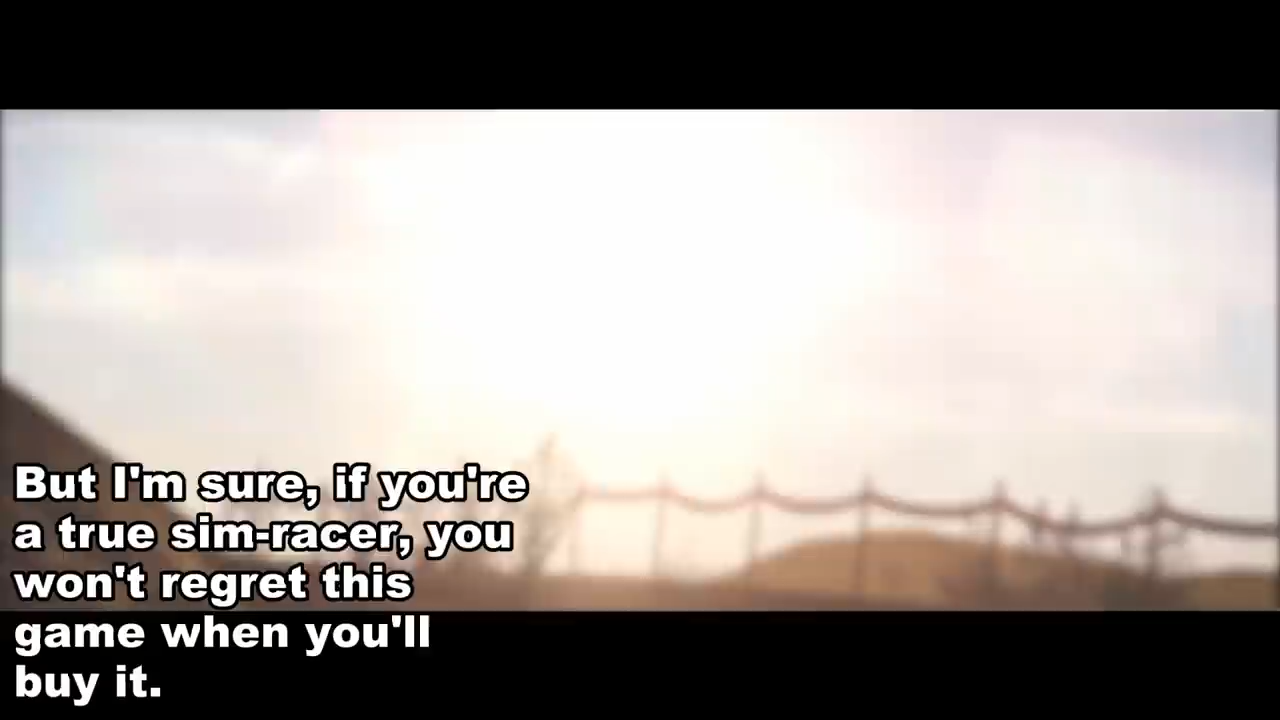 But I'm sure, if you're
a true sim-racer, you
won't regret this
game when you'll
buy it.